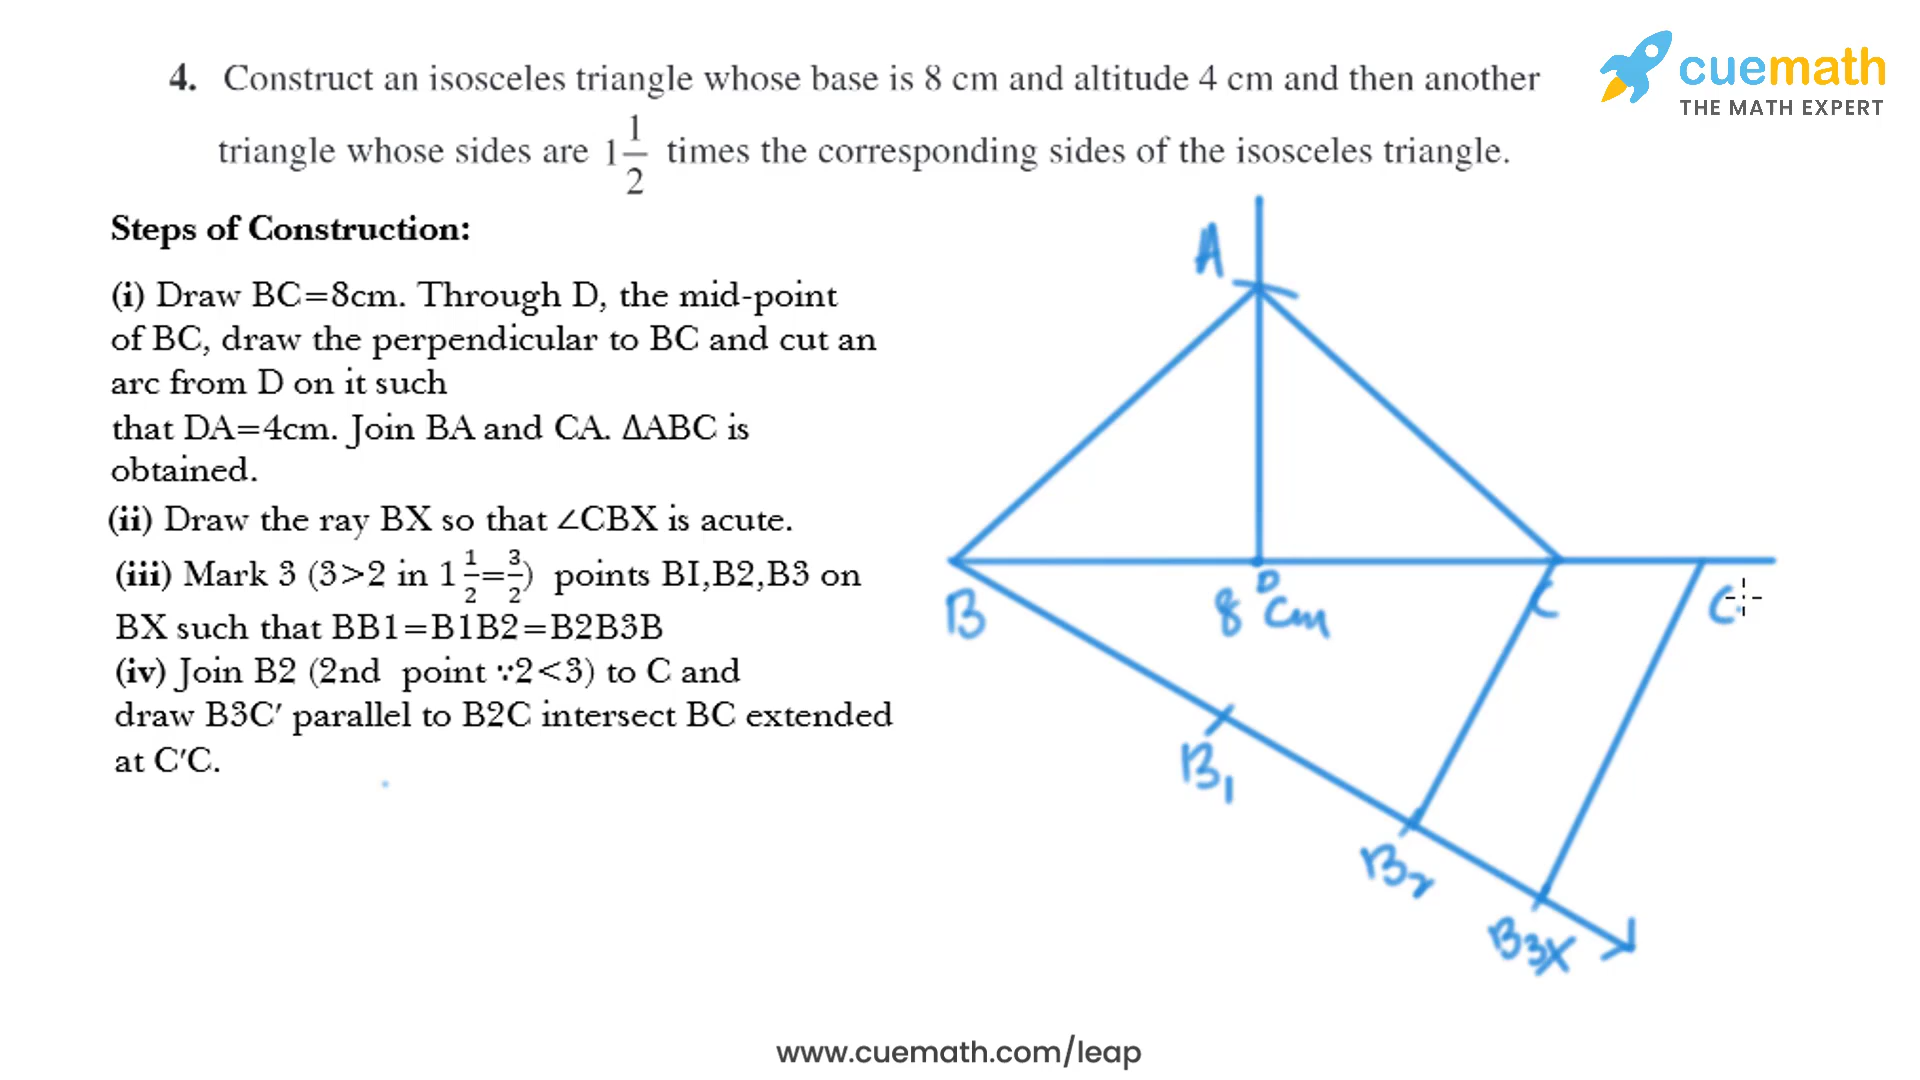 cuemath
THE MATH EXPERT
4. Construct an isosceles triangle whose base is 8 cm and altitude 4 cm and then another
triangle whose sides are 1 1/2 times the corresponding sides of the isosceles triangle.
Steps of Construction:
(i) Draw BC=8cm. Through D, the mid-point
of BC, draw the perpendicular to BC and cut an
arc from D on it such
that DA=4cm. Join BA and CA. ΔABC is
obtained.
(ii) Draw the ray BX so that ∠CBX is acute.
(iii) Mark 3 (3>2 in 1 1/2=3/2) points BI,B2,B3 on
BX such that BB1=B1B2=B2B3B
(iv) Join B2 (2nd point ∵2<3) to C and
draw B3C′ parallel to B2C intersect BC extended
at C′C.
A
B
D
8 cm
C
C
B1
B2
B3
X
www.cuemath.com/leap